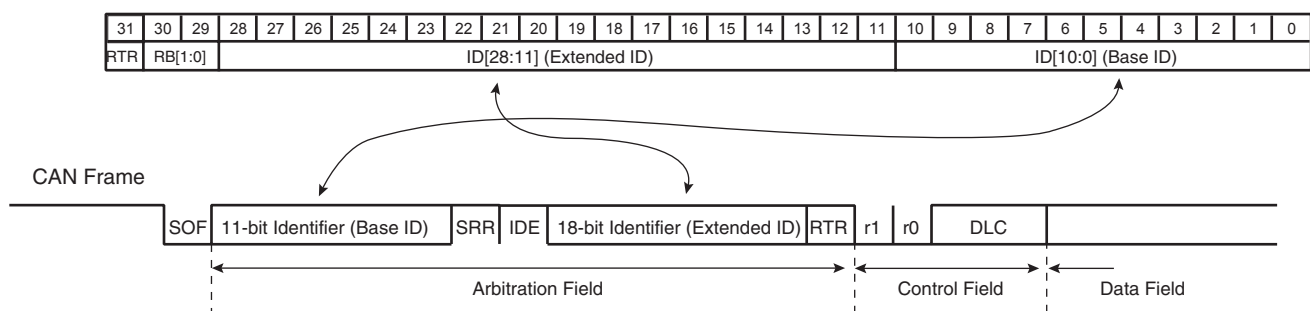 31 30 29 28 27 26 25 24 23 22 21 20 19 18 17 16 15 14 13 12 11 10 9 8 7 6 5 4 3 2 1 0
RTR RB[1:0] ID[28:11] (Extended ID) ID[10:0] (Base ID)
CAN Frame
SOF 11-bit Identifier (Base ID) SRR IDE 18-bit Identifier (Extended ID) RTR r1 r0 DLC
Arbitration Field Control Field Data Field